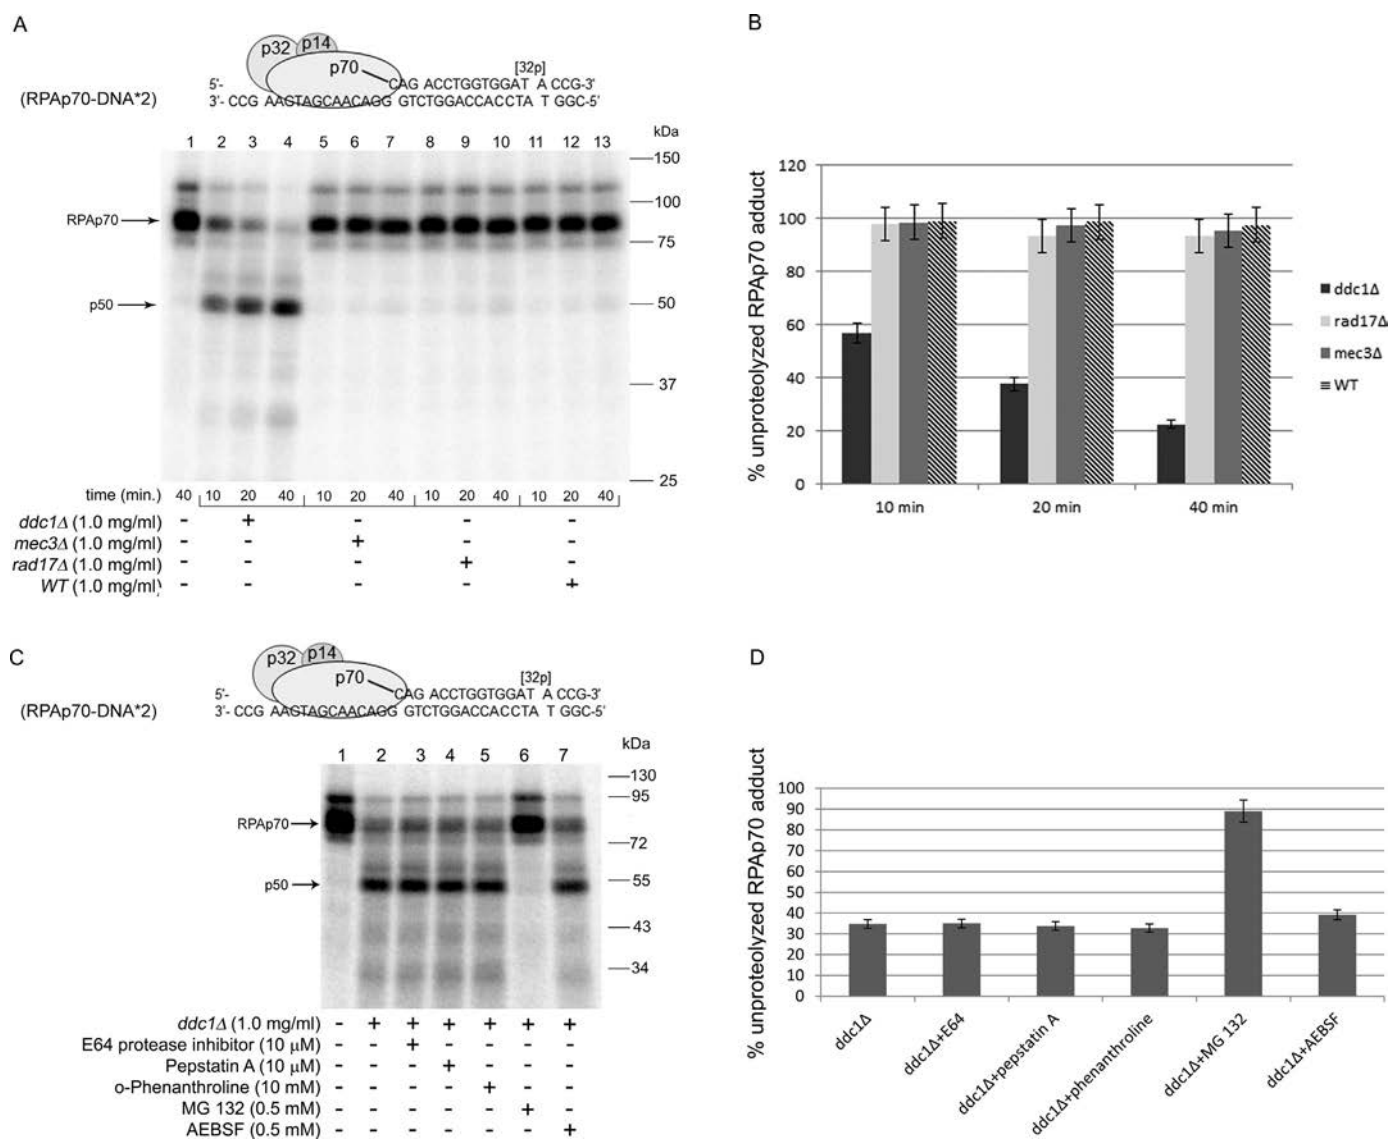 A
p32
p14
p70
[32p]
5'- CAG ACCTGGTGGAT A CCG-3'
(RPAp70-DNA*2)
3'- CCG AAGTAGCAACAGG GTCTGGACCACCTA T GGC-5'
kDa
1 2 3 4 5 6 7 8 9 10 11 12 13
150
100
RPAp70
75
p50
50
37
25
time (min.) 40 10 20 40 10 20 40 10 20 40 10 20 40
ddc1Δ (1.0 mg/ml) - + - - -
mec3Δ (1.0 mg/ml) - - + - -
rad17Δ (1.0 mg/ml) - - - + -
WT (1.0 mg/ml) - - - - +
B
% unproteolyzed RPAp70 adduct
120
100
80
60
40
20
0
10 min 20 min 40 min
ddc1Δ
rad17Δ
mec3Δ
WT
C
p32
p14
p70
[32p]
5'- CAG ACCTGGTGGAT A CCG-3'
(RPAp70-DNA*2)
3'- CCG AAGTAGCAACAGG GTCTGGACCACCTA T GGC-5'
kDa
1 2 3 4 5 6 7
130
95
RPAp70
72
p50
55
43
34
ddc1Δ (1.0 mg/ml) - + + + + + +
E64 protease inhibitor (10 μM) - - + - - - -
Pepstatin A (10 μM) - - - + - - -
o-Phenanthroline (10 mM) - - - - + - -
MG 132 (0.5 mM) - - - - - + -
AEBSF (0.5 mM) - - - - - - +
D
% unproteolyzed RPAp70 adduct
100
90
80
70
60
50
40
30
20
10
0
ddc1Δ
ddc1Δ+E64
ddc1Δ+pepstatin A
ddc1Δ+phenanthroline
ddc1Δ+MG 132
ddc1Δ+AEBSF